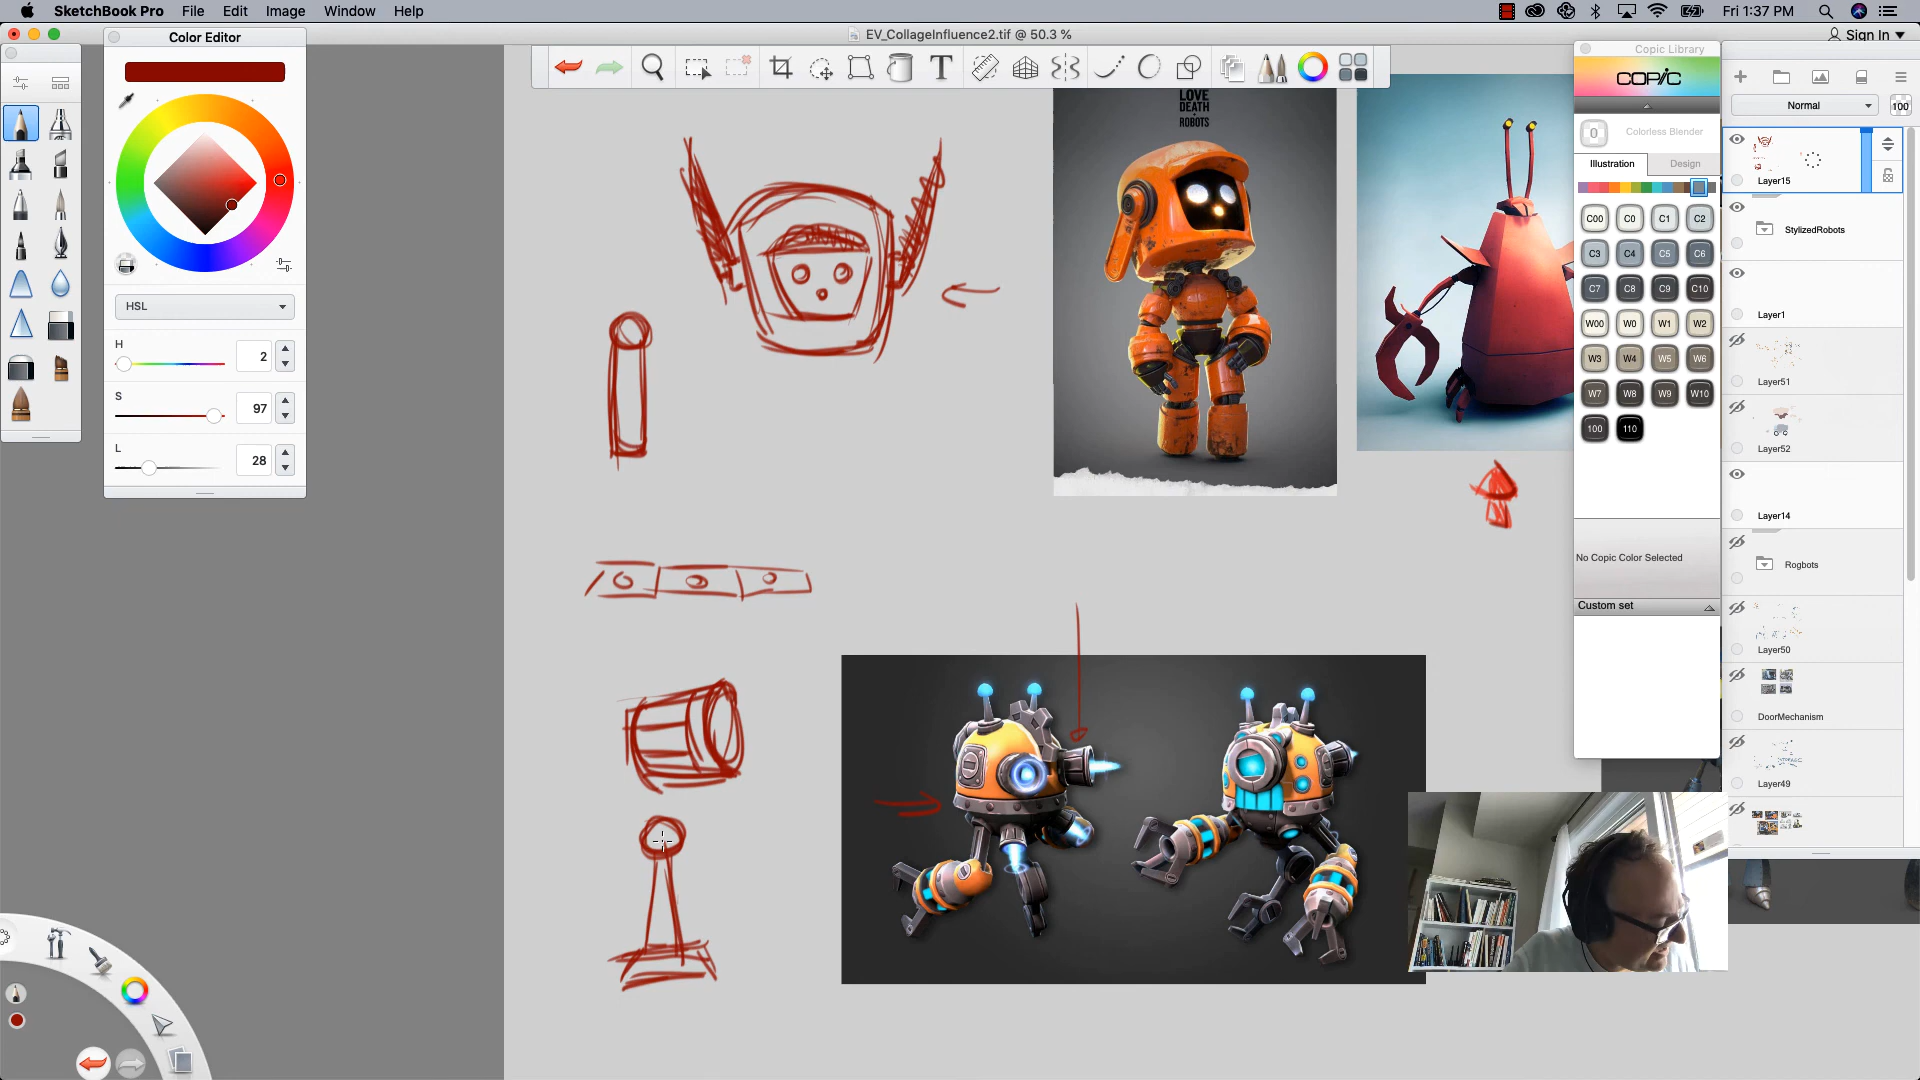 SketchBook Pro File Edit Image Window Help
Fri 1:37 PM
EV_CollageInfluence2.tif @ 50.3 %
Sign In
Color Editor
HSL
H
2
S
97
L
28
T
LOVE
DEATH
+
ROBOTS
Copic Library
COPIC
0 Colorless Blender
Illustration Design
C00 C0 C1 C2
C3 C4 C5 C6
C7 C8 C9 C10
W00 W0 W1 W2
W3 W4 W5 W6
W7 W8 W9 W10
100 110
No Copic Color Selected
Custom set
Normal 100
Layer15
StylizedRobots
Layer1
Layer51
Layer52
Layer14
Rogbots
Layer50
DoorMechanism
Layer49